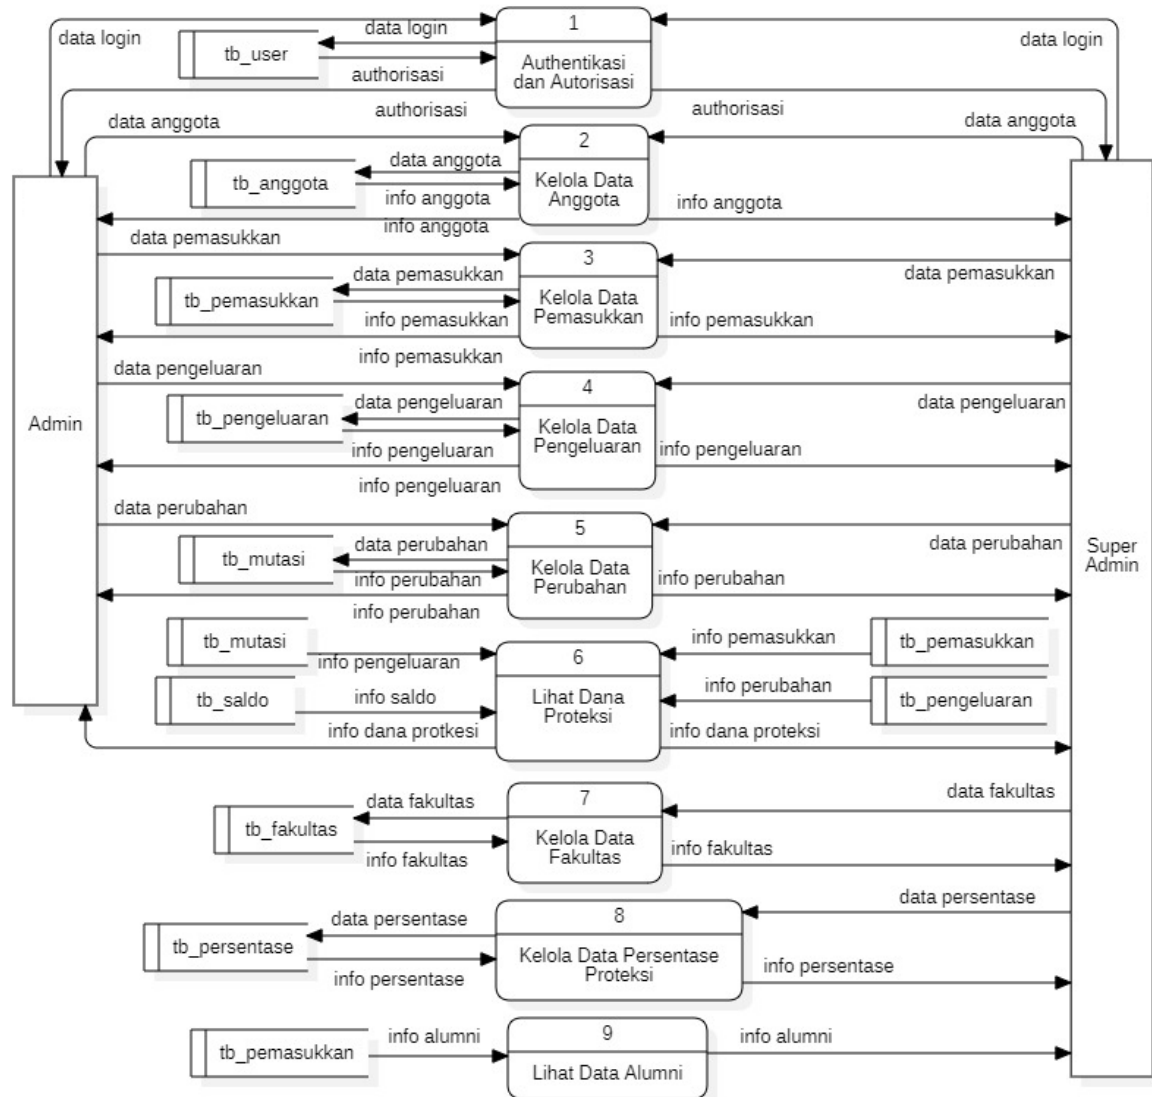 1
data login
data login
data login
tb_user
Authentikasi
dan Autorisasi
authorisasi
authorisasi
authorisasi
data anggota
data anggota
2
data anggota
tb_anggota
Kelola Data
Anggota
info anggota
info anggota
info anggota
data pemasukkan
3
data pemasukkan
data pemasukkan
tb_pemasukkan
Kelola Data
Pemasukkan
info pemasukkan
info pemasukkan
info pemasukkan
data pengeluaran
4
data pengeluaran
data pengeluaran
tb_pengeluaran
Admin
Kelola Data
Pengeluaran
info pengeluaran
info pengeluaran
info pengeluaran
data perubahan
5
data perubahan
data perubahan
tb_mutasi
Super
Admin
Kelola Data
Perubahan
info perubahan
info perubahan
info perubahan
tb_mutasi
info pengeluaran
6
info pemasukkan
tb_pemasukkan
tb_saldo
info saldo
Lihat Dana
Proteksi
info perubahan
tb_pengeluaran
info dana protkesi
info dana proteksi
7
data fakultas
data fakultas
tb_fakultas
Kelola Data
Fakultas
info fakultas
info fakultas
8
data persentase
data persentase
tb_persentase
Kelola Data Persentase
Proteksi
info persentase
info persentase
9
info alumni
info alumni
tb_pemasukkan
Lihat Data Alumni